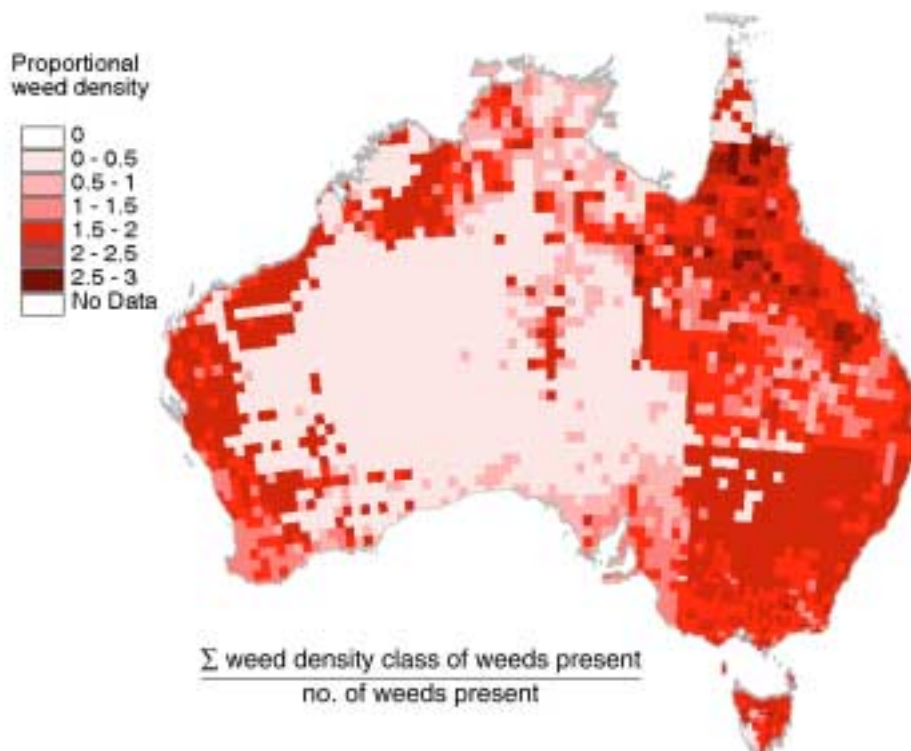 Proportional
weed density
0
0 - 0.5
0.5 - 1
1 - 1.5
1.5 - 2
2 - 2.5
2.5 - 3
No Data
Σ weed density class of weeds present
no. of weeds present